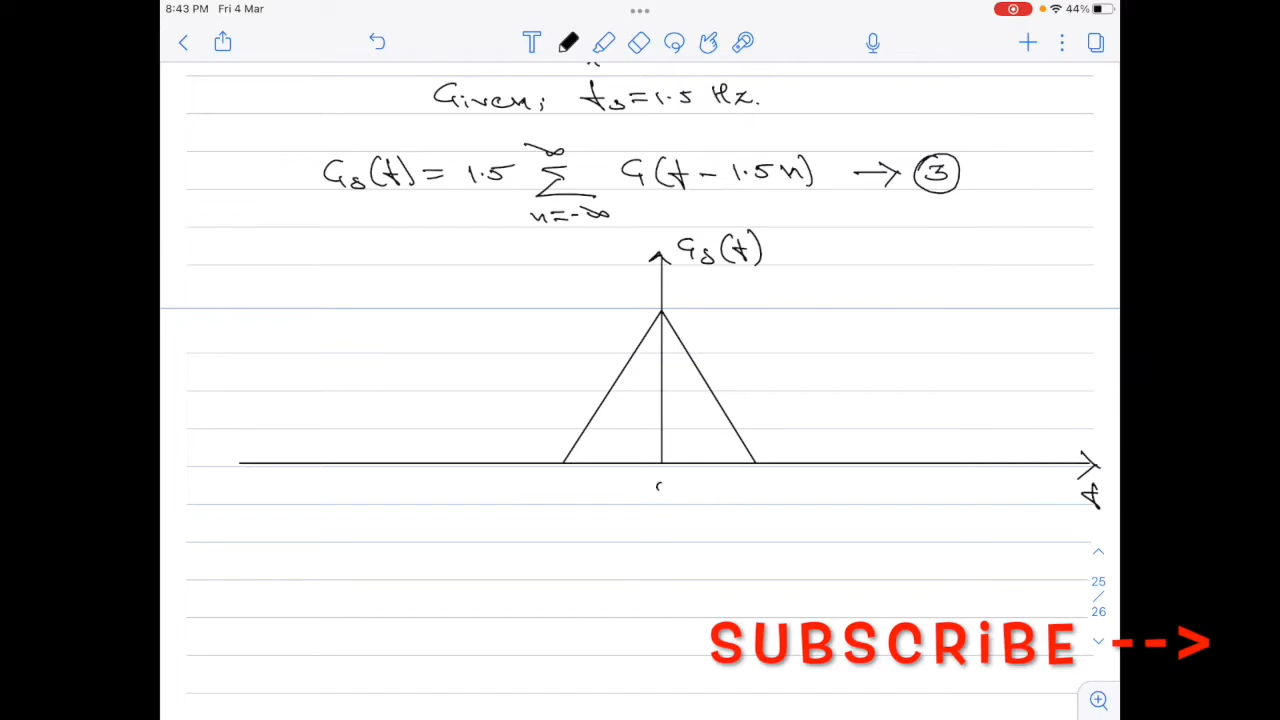 8:43 PM Fri 4 Mar
44%
Given; fs = 1.5 Hz.
Gδ(f) = 1.5 ∞ Σ n=-∞ G(f - 1.5n) → 3
Gδ(f)
f
25
/
26
SUBSCRIBE -->